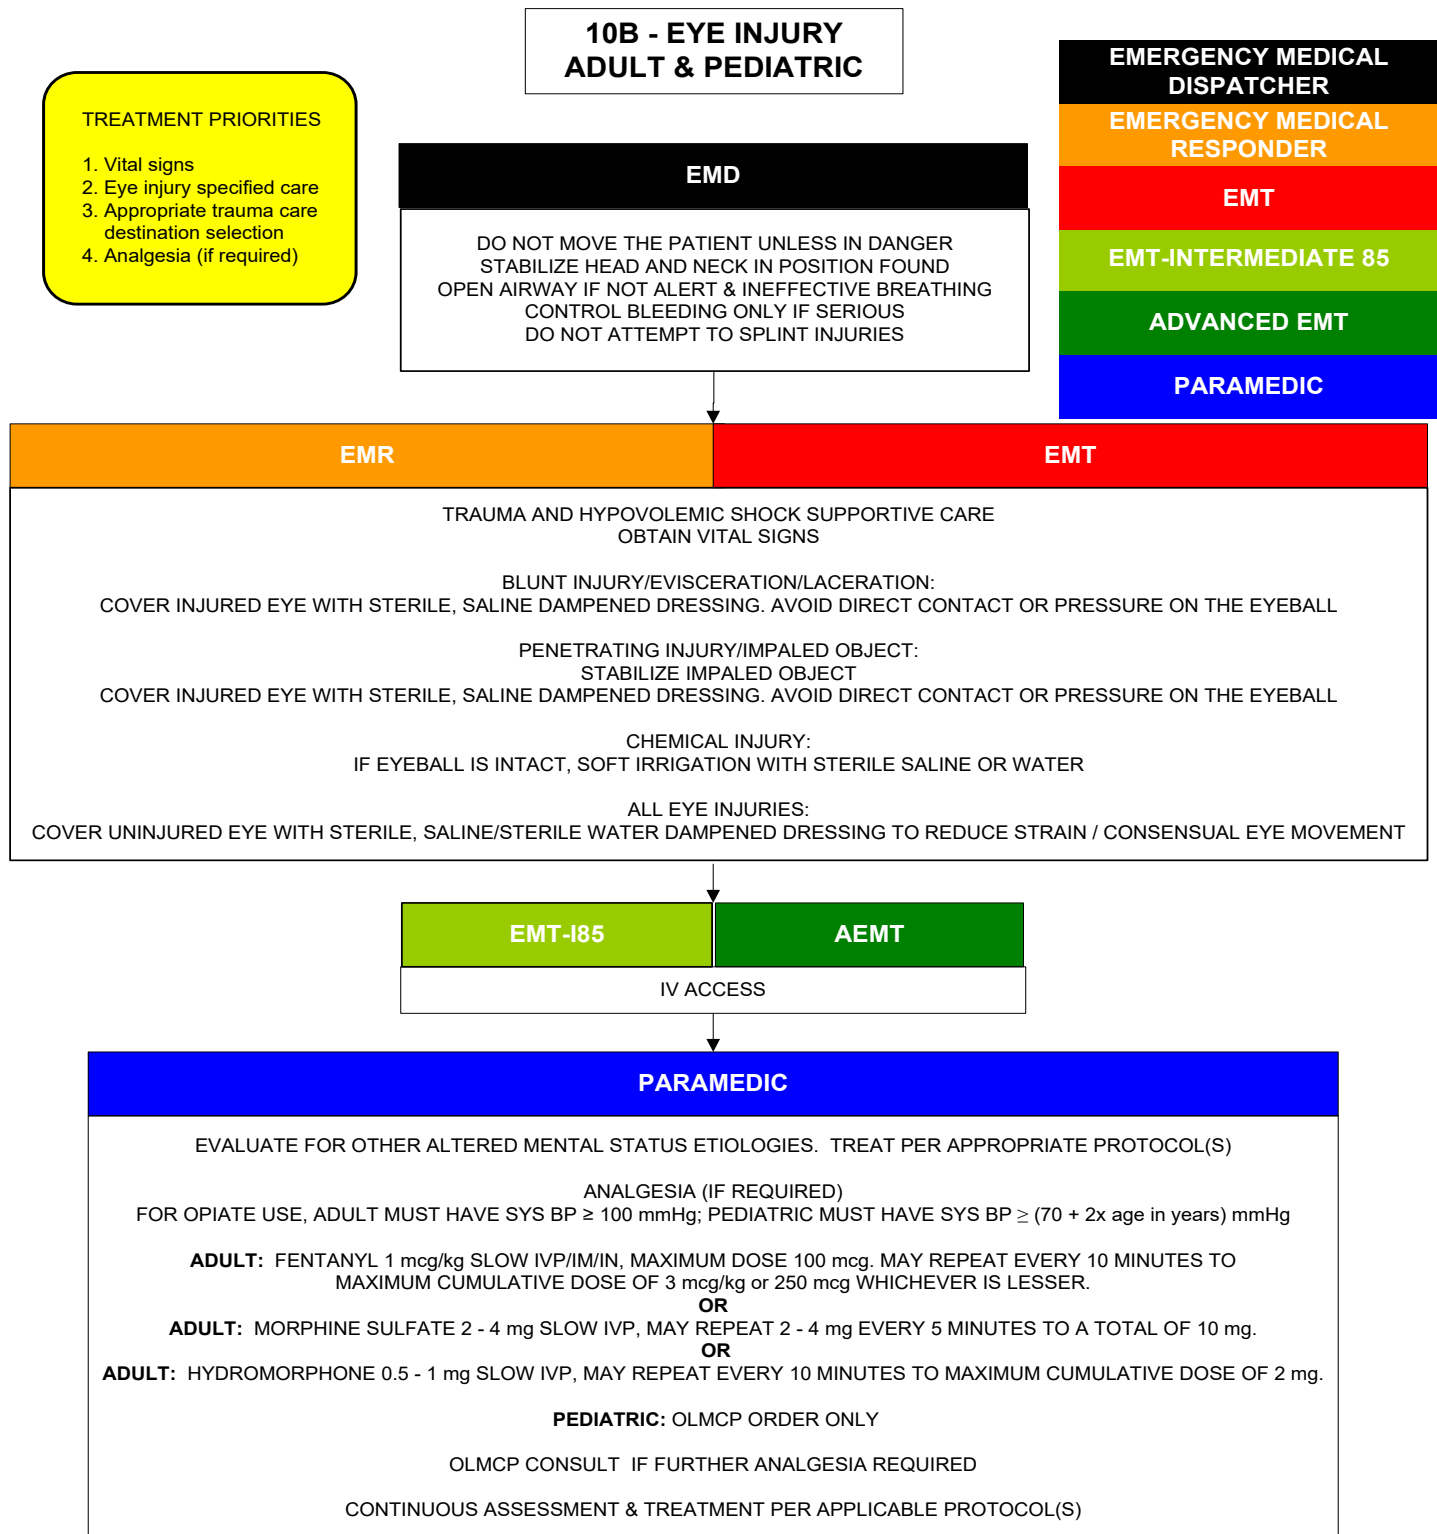 10B - EYE INJURY
ADULT & PEDIATRIC
TREATMENT PRIORITIES
1. Vital signs
2. Eye injury specified care
3. Appropriate trauma care
destination selection
4. Analgesia (if required)
EMERGENCY MEDICAL
DISPATCHER
EMERGENCY MEDICAL
RESPONDER
EMT
EMT-INTERMEDIATE 85
ADVANCED EMT
PARAMEDIC
EMD
DO NOT MOVE THE PATIENT UNLESS IN DANGER
STABILIZE HEAD AND NECK IN POSITION FOUND
OPEN AIRWAY IF NOT ALERT & INEFFECTIVE BREATHING
CONTROL BLEEDING ONLY IF SERIOUS
DO NOT ATTEMPT TO SPLINT INJURIES
EMR
EMT
TRAUMA AND HYPOVOLEMIC SHOCK SUPPORTIVE CARE
OBTAIN VITAL SIGNS
BLUNT INJURY/EVISCERATION/LACERATION:
COVER INJURED EYE WITH STERILE, SALINE DAMPENED DRESSING. AVOID DIRECT CONTACT OR PRESSURE ON THE EYEBALL
PENETRATING INJURY/IMPALED OBJECT:
STABILIZE IMPALED OBJECT
COVER INJURED EYE WITH STERILE, SALINE DAMPENED DRESSING. AVOID DIRECT CONTACT OR PRESSURE ON THE EYEBALL
CHEMICAL INJURY:
IF EYEBALL IS INTACT, SOFT IRRIGATION WITH STERILE SALINE OR WATER
ALL EYE INJURIES:
COVER UNINJURED EYE WITH STERILE, SALINE/STERILE WATER DAMPENED DRESSING TO REDUCE STRAIN / CONSENSUAL EYE MOVEMENT
EMT-I85
AEMT
IV ACCESS
PARAMEDIC
EVALUATE FOR OTHER ALTERED MENTAL STATUS ETIOLOGIES. TREAT PER APPROPRIATE PROTOCOL(S)
ANALGESIA (IF REQUIRED)
FOR OPIATE USE, ADULT MUST HAVE SYS BP ≥ 100 mmHg; PEDIATRIC MUST HAVE SYS BP ≥ (70 + 2x age in years) mmHg
ADULT: FENTANYL 1 mcg/kg SLOW IVP/IM/IN, MAXIMUM DOSE 100 mcg. MAY REPEAT EVERY 10 MINUTES TO
MAXIMUM CUMULATIVE DOSE OF 3 mcg/kg or 250 mcg WHICHEVER IS LESSER.
OR
ADULT: MORPHINE SULFATE 2 - 4 mg SLOW IVP, MAY REPEAT 2 - 4 mg EVERY 5 MINUTES TO A TOTAL OF 10 mg.
OR
ADULT: HYDROMORPHONE 0.5 - 1 mg SLOW IVP, MAY REPEAT EVERY 10 MINUTES TO MAXIMUM CUMULATIVE DOSE OF 2 mg.
PEDIATRIC: OLMCP ORDER ONLY
OLMCP CONSULT IF FURTHER ANALGESIA REQUIRED
CONTINUOUS ASSESSMENT & TREATMENT PER APPLICABLE PROTOCOL(S)